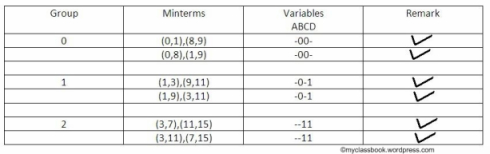 Group Minterms Variables Remark
ABCD
0 (0,1),(8,9) -00-
(0,8),(1,9) -00-
1 (1,3),(9,11) -0-1
(1,9),(3,11) -0-1
2 (3,7),(11,15) --11
(3,11),(7,15) --11
©myclassbook.wordpress.com